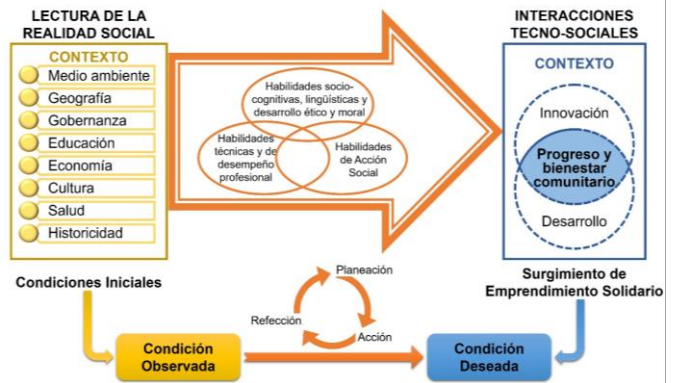 LECTURA DE LA
REALIDAD SOCIAL
CONTEXTO
Medio ambiente
Geografía
Gobernanza
Educación
Economía
Cultura
Salud
Historicidad
Habilidades socio-
cognitivas, lingüísticas y
desarrollo ético y moral
Habilidades
técnicas y de
desempeño
profesional
Habilidades
de Acción
Social
INTERACCIONES
TECNO-SOCIALES
CONTEXTO
Innovación
Progreso y
bienestar
comunitario
Desarrollo
Condiciones Iniciales
Surgimiento de
Emprendimiento Solidario
Planeación
Refección
Acción
Condición
Observada
Condición
Deseada